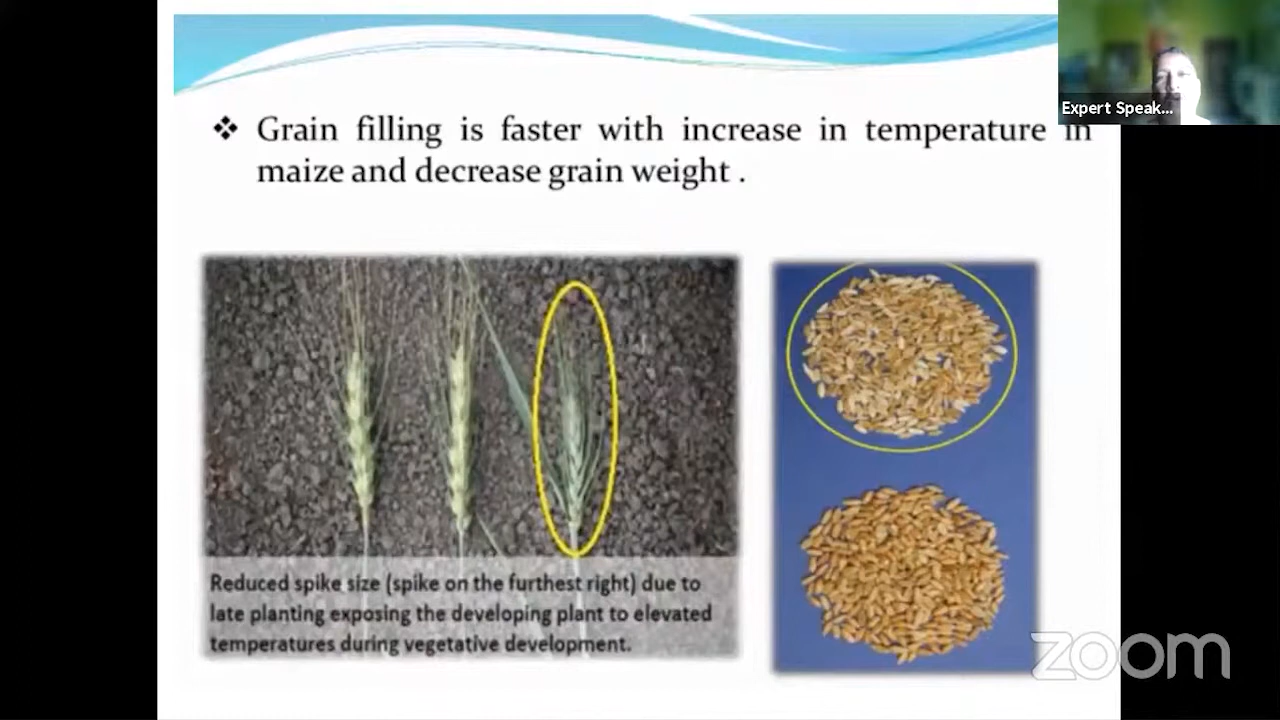 Expert Speak...
❖ Grain filling is faster with increase in temperature in
maize and decrease grain weight .
Reduced spike size (spike on the furthest right) due to
late planting exposing the developing plant to elevated
temperatures during vegetative development.
zoom